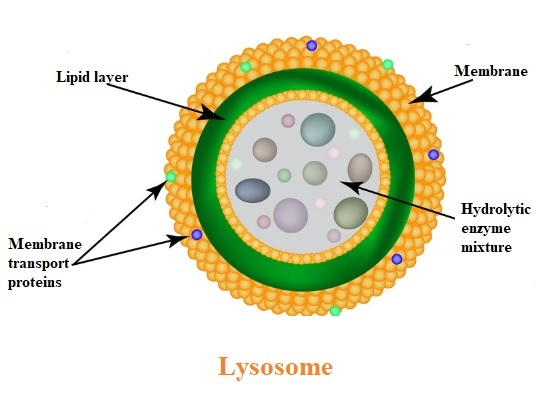 Lipid layer
Membrane
Hydrolytic
enzyme
mixture
Membrane
transport
proteins
Lysosome